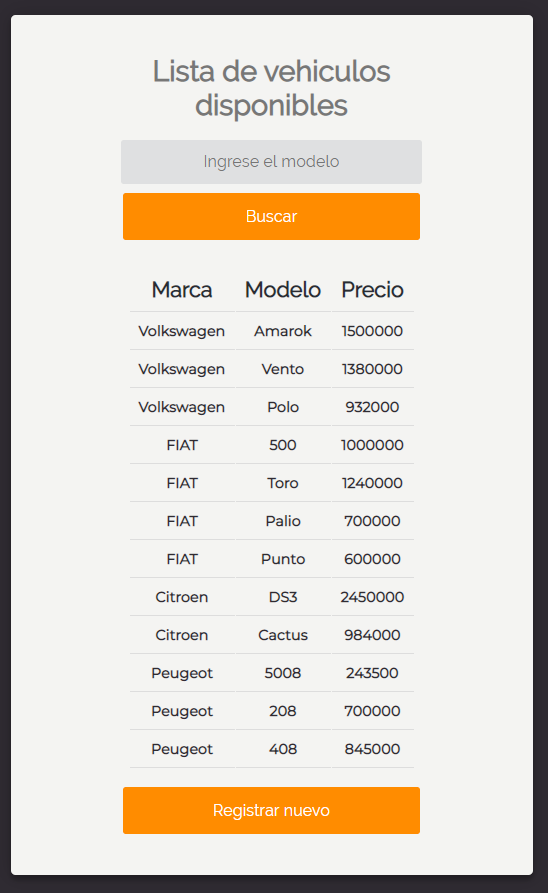 Lista de vehiculos
disponibles
Ingrese el modelo
Buscar
Marca Modelo Precio
Volkswagen Amarok 1500000
Volkswagen Vento 1380000
Volkswagen Polo 932000
FIAT 500 1000000
FIAT Toro 1240000
FIAT Palio 700000
FIAT Punto 600000
Citroen DS3 2450000
Citroen Cactus 984000
Peugeot 5008 243500
Peugeot 208 700000
Peugeot 408 845000
Registrar nuevo